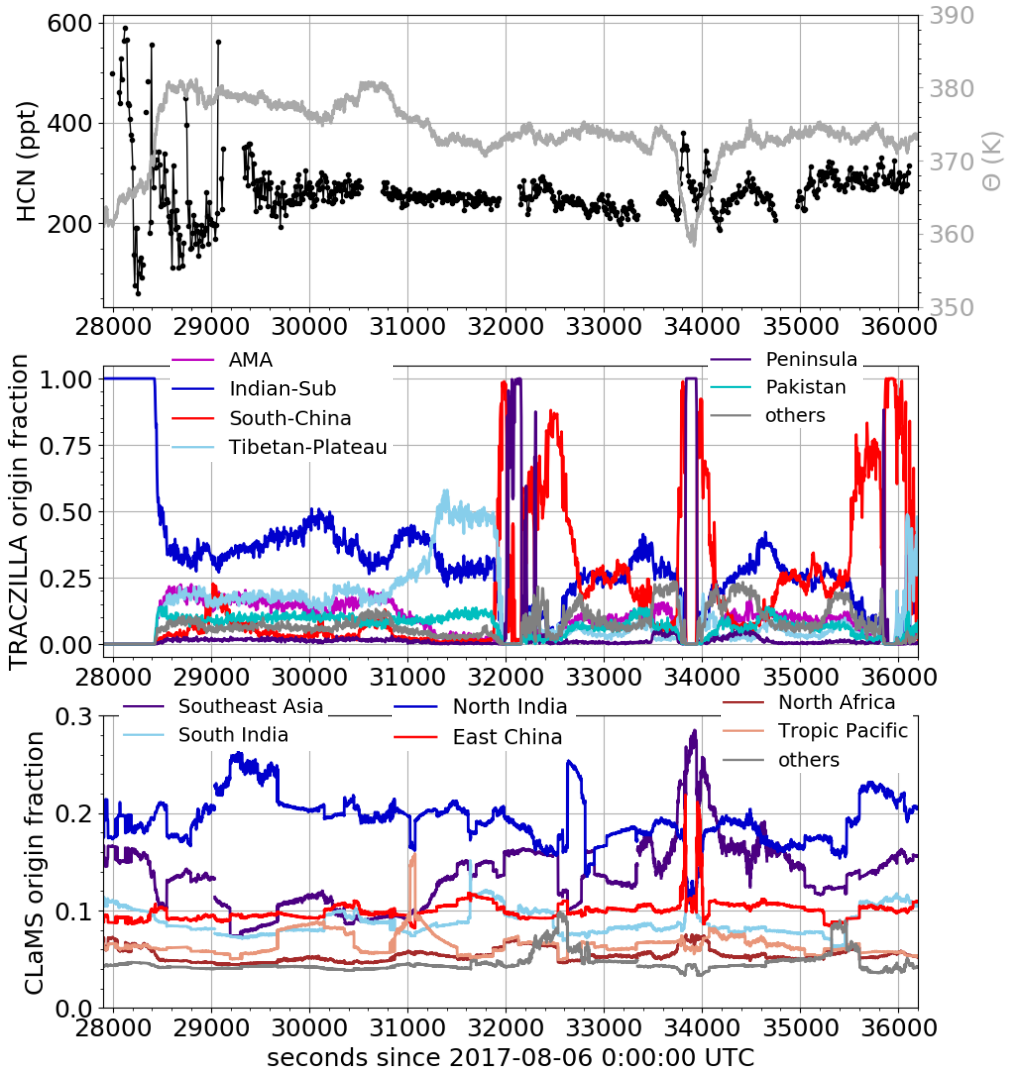 600
400
200
HCN (ppt)
390
380
370
360
350
Θ (K)
28000 29000 30000 31000 32000 33000 34000 35000 36000
AMA
Indian-Sub
South-China
Tibetan-Plateau
Peninsula
Pakistan
others
1.00
0.75
0.50
0.25
0.00
TRACZILLA origin fraction
28000 29000 30000 31000 32000 33000 34000 35000 36000
Southeast Asia
South India
North India
East China
North Africa
Tropic Pacific
others
0.3
0.2
0.1
0.0
CLaMS origin fraction
28000 29000 30000 31000 32000 33000 34000 35000 36000
seconds since 2017-08-06 0:00:00 UTC